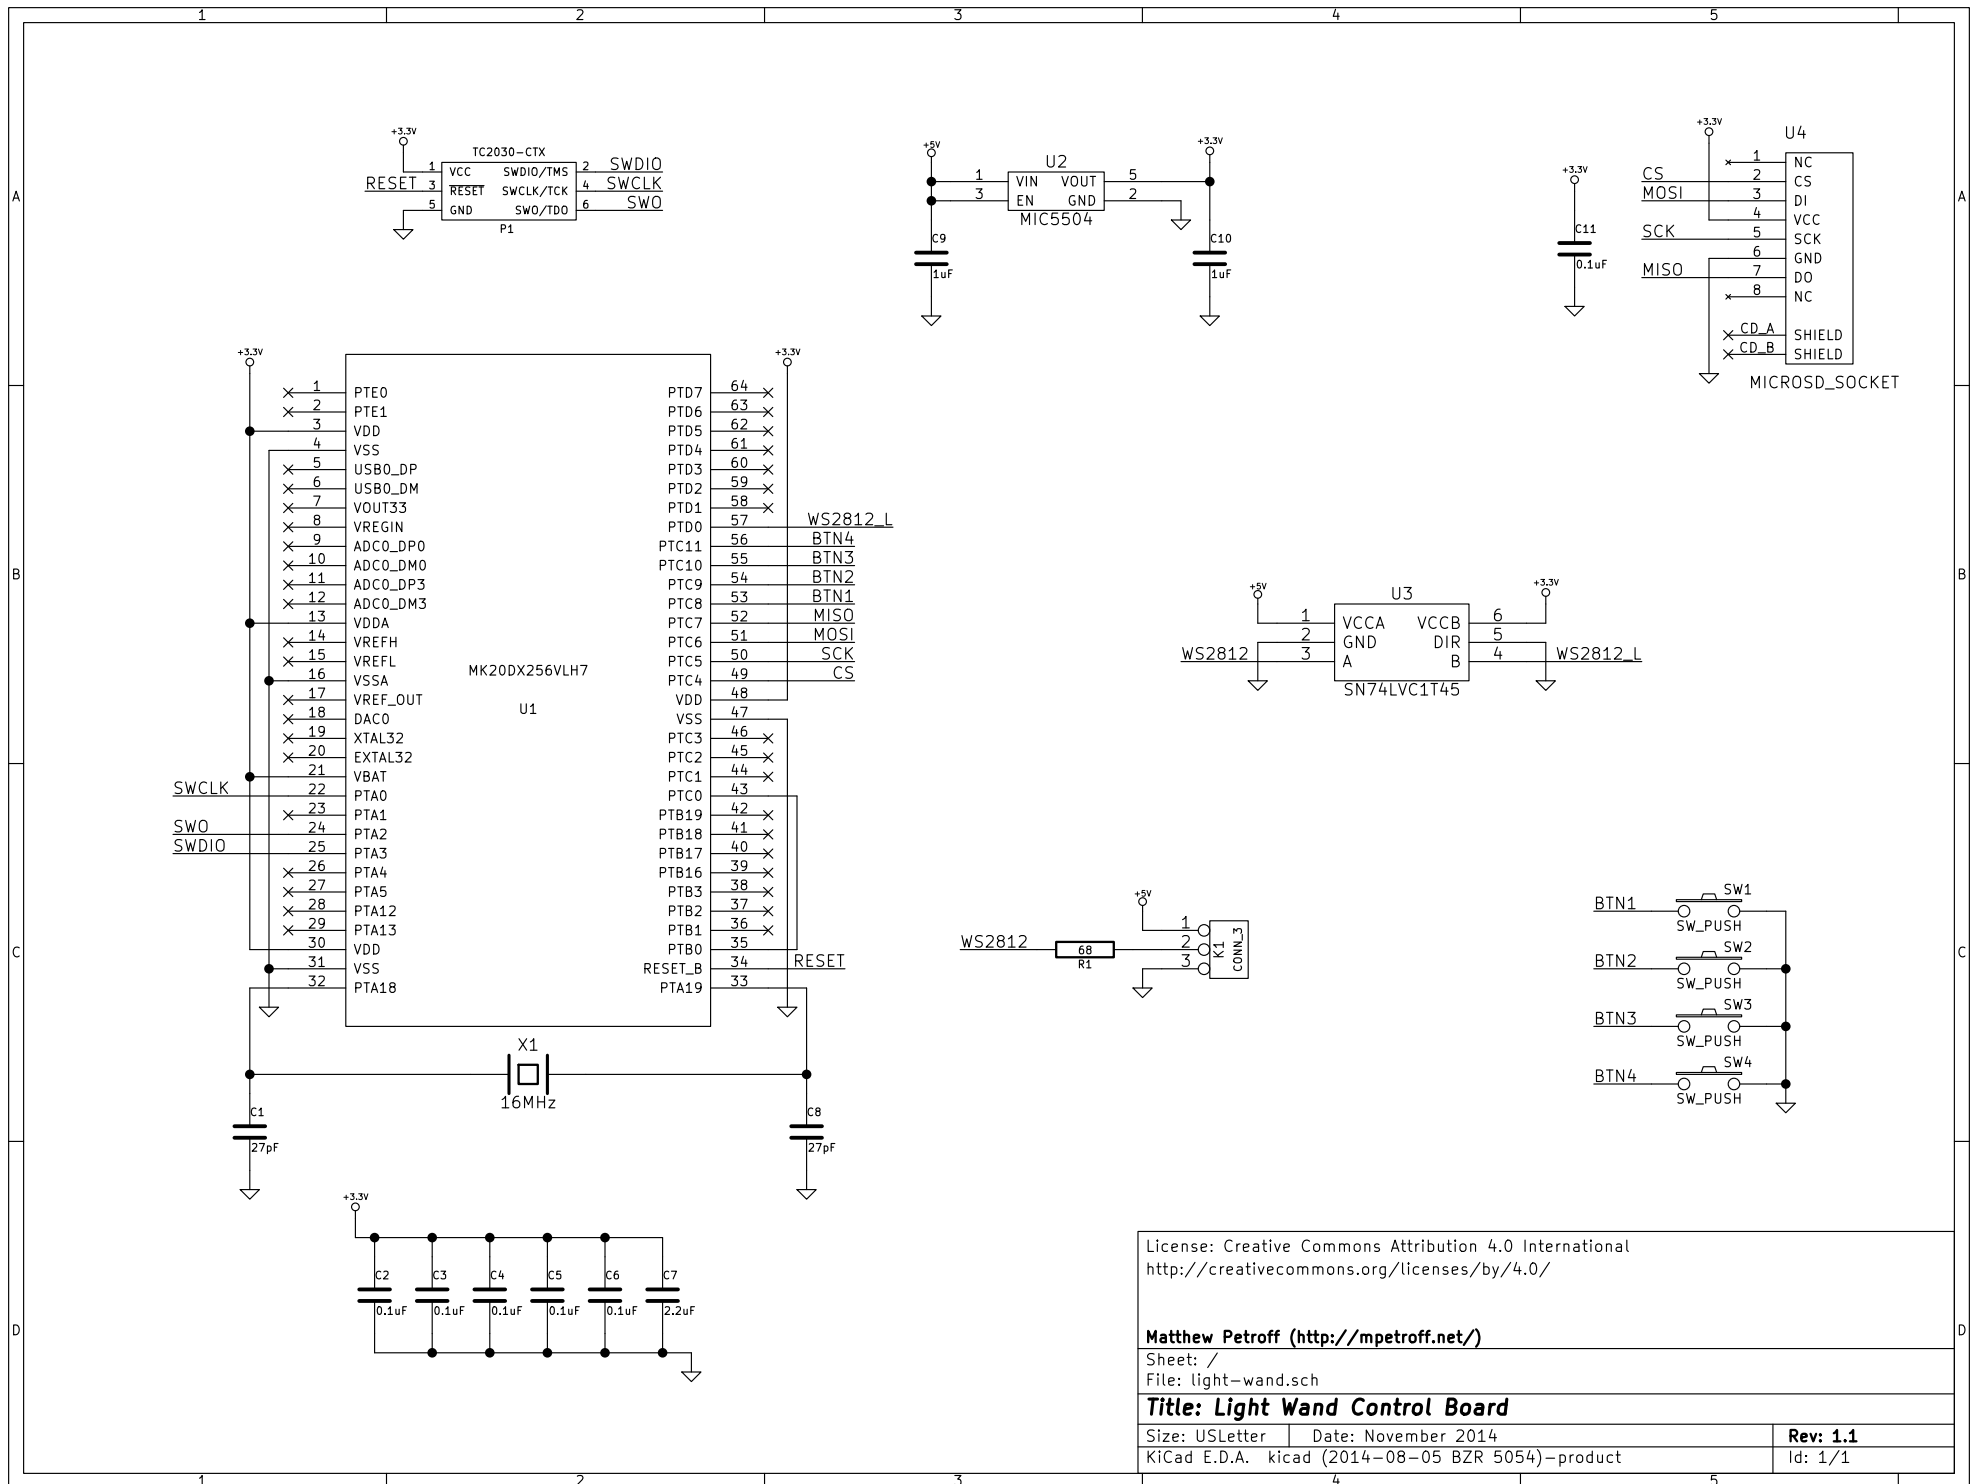 1 2 3 4 5
A
B
C
D
A
B
C
D
+3.3V
TC2030-CTX
1 VCC SWDIO/TMS 2 SWDIO
RESET 3 RESET SWCLK/TCK 4 SWCLK
5 GND SWO/TDO 6 SWO
P1
+5V
+3.3V
U2
1 VIN VOUT 5
3 EN GND 2
MIC5504
C9
1uF
C10
1uF
+3.3V
C11
0.1uF
+3.3V
U4
1 NC
CS 2 CS
MOSI 3 DI
4 VCC
SCK 5 SCK
6 GND
MISO 7 DO
8 NC
CD_A SHIELD
CD_B SHIELD
MICROSD_SOCKET
+3.3V
+3.3V
1 PTE0 PTD7 64
2 PTE1 PTD6 63
3 VDD PTD5 62
4 VSS PTD4 61
5 USB0_DP PTD3 60
6 USB0_DM PTD2 59
7 VOUT33 PTD1 58
8 VREGIN PTD0 57 WS2812_L
9 ADC0_DP0 PTC11 56 BTN4
10 ADC0_DM0 PTC10 55 BTN3
11 ADC0_DP3 PTC9 54 BTN2
12 ADC0_DM3 PTC8 53 BTN1
13 VDDA PTC7 52 MISO
14 VREFH PTC6 51 MOSI
15 VREFL PTC5 50 SCK
16 VSSA PTC4 49 CS
17 VREF_OUT VDD 48
18 DAC0 VSS 47
19 XTAL32 PTC3 46
20 EXTAL32 PTC2 45
21 VBAT PTC1 44
SWCLK 22 PTA0 PTC0 43
23 PTA1 PTB19 42
SWO 24 PTA2 PTB18 41
SWDIO 25 PTA3 PTB17 40
26 PTA4 PTB16 39
27 PTA5 PTB3 38
28 PTA12 PTB2 37
29 PTA13 PTB1 36
30 VDD PTB0 35
31 VSS RESET_B 34 RESET
32 PTA18 PTA19 33
MK20DX256VLH7
U1
X1
16MHz
C1
27pF
C8
27pF
+5V
+3.3V
U3
1 VCCA VCCB 6
2 GND DIR 5
WS2812 3 A B 4 WS2812_L
SN74LVC1T45
+5V
WS2812 68
R1
1
2
3
K1
CONN_3
BTN1 SW1
SW_PUSH
BTN2 SW2
SW_PUSH
BTN3 SW3
SW_PUSH
BTN4 SW4
SW_PUSH
+3.3V
C2 C3 C4 C5 C6 C7
0.1uF 0.1uF 0.1uF 0.1uF 0.1uF 2.2uF
License: Creative Commons Attribution 4.0 International
http://creativecommons.org/licenses/by/4.0/
Matthew Petroff (http://mpetroff.net/)
Sheet: /
File: light-wand.sch
Title: Light Wand Control Board
Size: USLetter Date: November 2014 Rev: 1.1
KiCad E.D.A. kicad (2014-08-05 BZR 5054)-product Id: 1/1
1 2 3 4 5